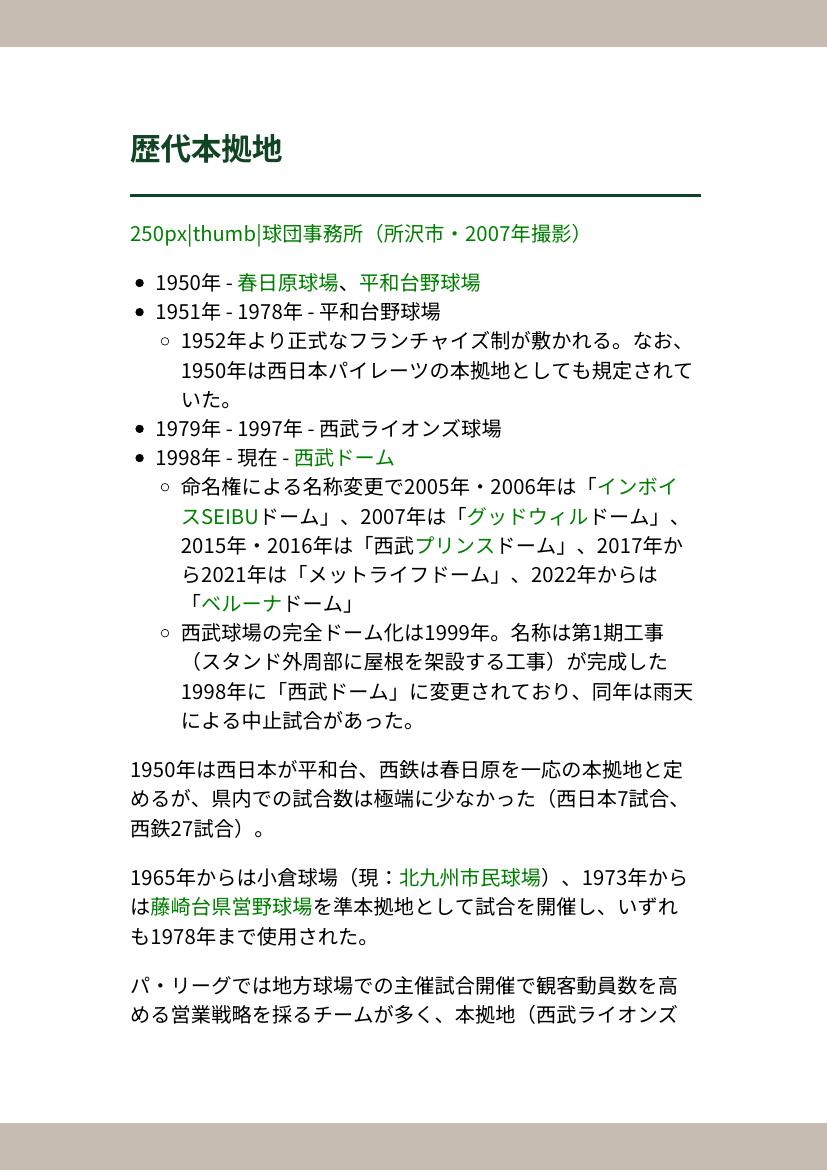 歴代本拠地
250px|thumb|球団事務所（所沢市・2007年撮影）
• 1950年 - 春日原球場、平和台野球場
• 1951年 - 1978年 - 平和台野球場
◦ 1952年より正式なフランチャイズ制が敷かれる。なお、
1950年は西日本パイレーツの本拠地としても規定されて
いた。
• 1979年 - 1997年 - 西武ライオンズ球場
• 1998年 - 現在 - 西武ドーム
◦ 命名権による名称変更で2005年・2006年は「インボイ
スSEIBUドーム」、2007年は「グッドウィルドーム」、
2015年・2016年は「西武プリンスドーム」、2017年か
ら2021年は「メットライフドーム」、2022年からは
「ベルーナドーム」
◦ 西武球場の完全ドーム化は1999年。名称は第1期工事
（スタンド外周部に屋根を架設する工事）が完成した
1998年に「西武ドーム」に変更されており、同年は雨天
による中止試合があった。
1950年は西日本が平和台、西鉄は春日原を一応の本拠地と定
めるが、県内での試合数は極端に少なかった（西日本7試合、
西鉄27試合）。
1965年からは小倉球場（現：北九州市民球場）、1973年から
は藤崎台県営野球場を準本拠地として試合を開催し、いずれ
も1978年まで使用された。
パ・リーグでは地方球場での主催試合開催で観客動員数を高
める営業戦略を採るチームが多く、本拠地（西武ライオンズ